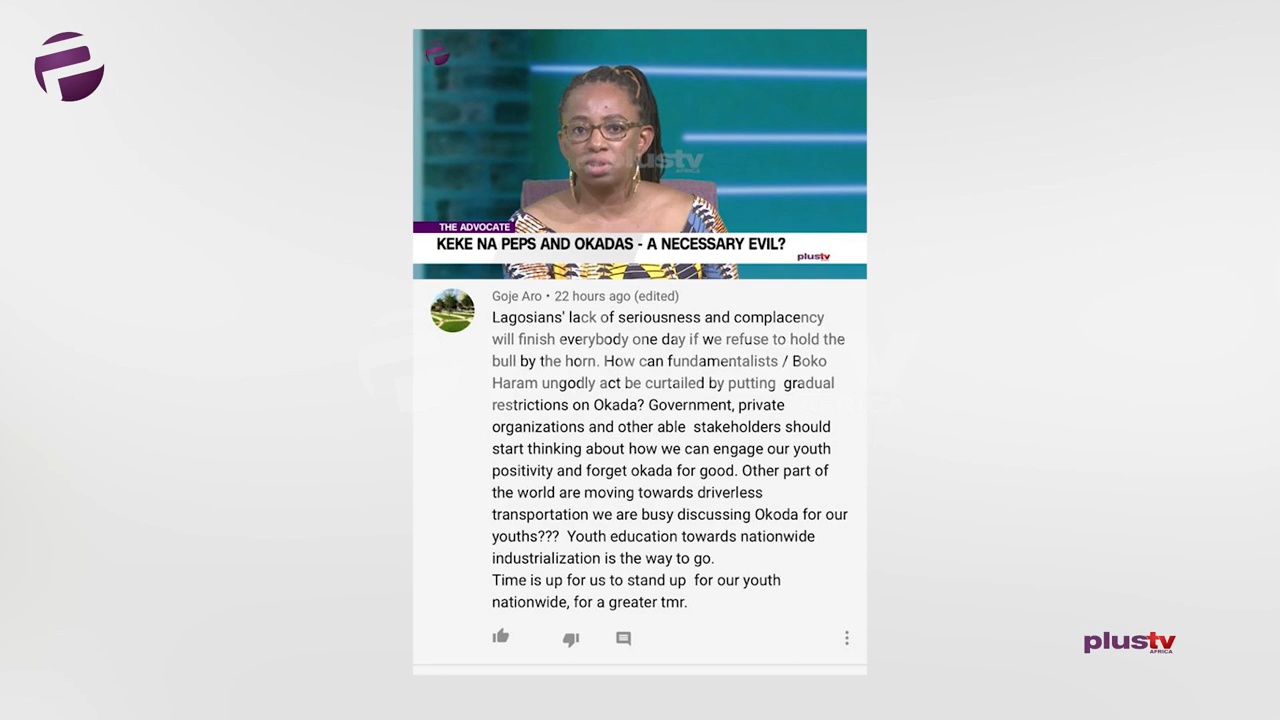 plustv
AFRICA
THE ADVOCATE
KEKE NA PEPS AND OKADAS - A NECESSARY EVIL?
plustv
Goje Aro • 22 hours ago (edited)
Lagosians' lack of seriousness and complacency
will finish everybody one day if we refuse to hold the
bull by the horn. How can fundamentalists / Boko
Haram ungodly act be curtailed by putting  gradual
restrictions on Okada? Government, private
organizations and other able  stakeholders should
start thinking about how we can engage our youth
positivity and forget okada for good. Other part of
the world are moving towards driverless
transportation we are busy discussing Okoda for our
youths???  Youth education towards nationwide
industrialization is the way to go.
Time is up for us to stand up  for our youth
nationwide, for a greater tmr.
plustv
AFRICA